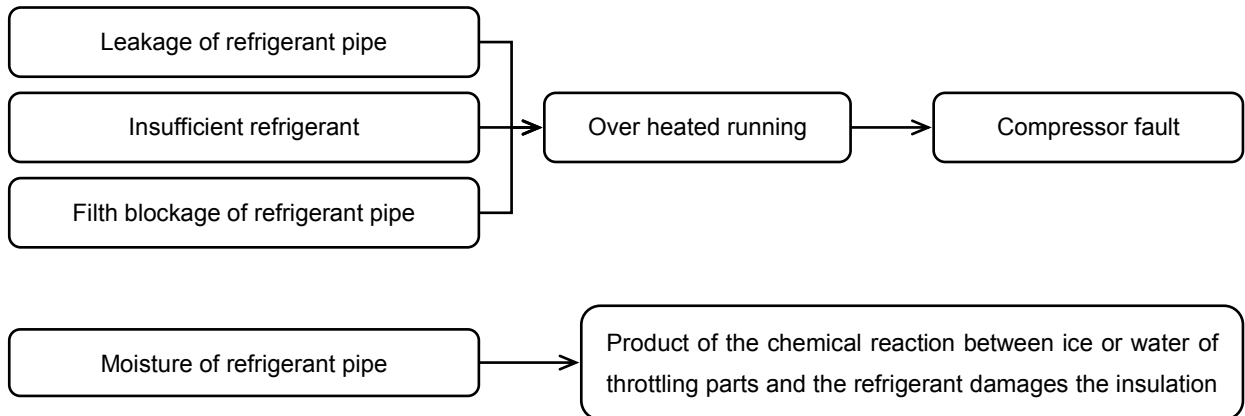 Leakage of refrigerant pipe
Insufficient refrigerant
Over heated running
Compressor fault
Filth blockage of refrigerant pipe
Moisture of refrigerant pipe
Product of the chemical reaction between ice or water of
throttling parts and the refrigerant damages the insulation